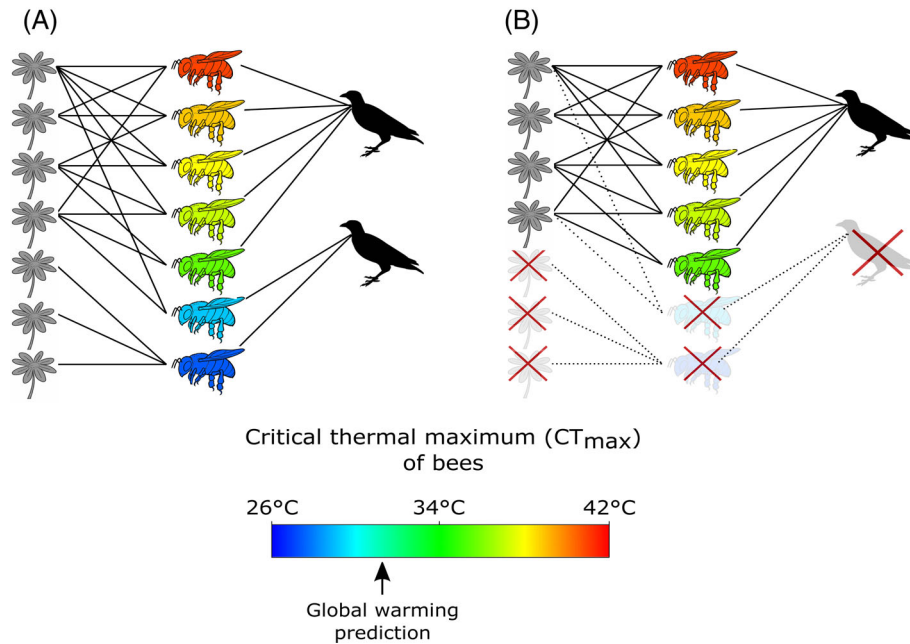 (A)
(B)
Critical thermal maximum (CTmax)
of bees
26°C
34°C
42°C
Global warming
prediction